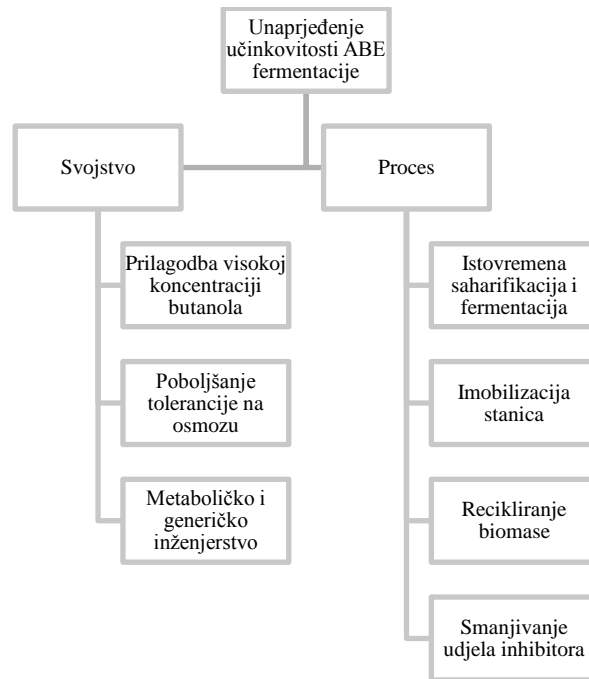 Unaprjeđenje
učinkovitosti ABE
fermentacije
Svojstvo
Proces
Prilagodba visokoj
koncentraciji
butanola
Poboljšanje
tolerancije na
osmozu
Metaboličko i
generičko
inženjerstvo
Istovremena
saharifikacija i
fermentacija
Imobilizacija
stanica
Recikliranje
biomase
Smanjivanje
udjela inhibitora